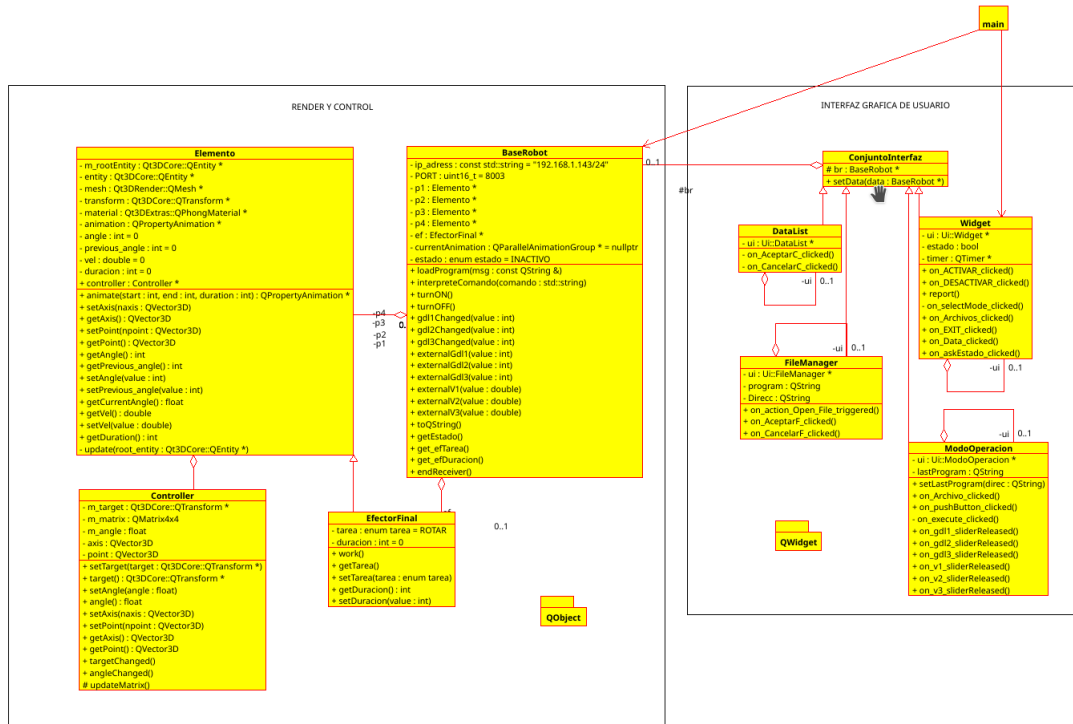 main
RENDER Y CONTROL
Elemento
- m_rootEntity : Qt3DCore::QEntity *
- entity : Qt3DCore::QEntity *
- mesh : Qt3DRender::QMesh *
- transform : Qt3DCore::QTransform *
- material : Qt3DExtras::QPhongMaterial *
- animation : QPropertyAnimation *
- angle : int = 0
- previous_angle : int = 0
- vel : double = 0
- duracion : int = 0
+ controller : Controller *
+ animate(start : int, end : int, duration : int) : QPropertyAnimation *
+ setAxis(naxis : QVector3D)
+ getAxis() : QVector3D
+ setPoint(npoint : QVector3D)
+ getPoint() : QVector3D
+ getAngle() : int
+ getPrevious_angle() : int
+ setAngle(value : int)
+ setPrevious_angle(value : int)
+ getCurrentAngle() : float
+ getVel() : double
+ setVel(value : double)
+ getDuration() : int
- update(root_entity : Qt3DCore::QEntity *)
-p4
-p3
-p2
-p1
0..
BaseRobot
- ip_adress : const std::string = "192.168.1.143/24"
- PORT : uint16_t = 8003
- p1 : Elemento *
- p2 : Elemento *
- p3 : Elemento *
- p4 : Elemento *
- ef : EfectorFinal *
- currentAnimation : QParallelAnimationGroup * = nullptr
- estado : enum estado = INACTIVO
+ loadProgram(msg : const QString &)
+ interpreteComando(comando : std::string)
+ turnON()
+ turnOFF()
+ gdl1Changed(value : int)
+ gdl2Changed(value : int)
+ gdl3Changed(value : int)
+ externalGdl1(value : int)
+ externalGdl2(value : int)
+ externalGdl3(value : int)
+ externalV1(value : double)
+ externalV2(value : double)
+ externalV3(value : double)
+ toQString()
+ getEstado()
+ get_efTarea()
+ get_efDuracion()
+ endReceiver()
Controller
- m_target : Qt3DCore::QTransform *
- m_matrix : QMatrix4x4
- m_angle : float
- axis : QVector3D
- point : QVector3D
+ setTarget(target : Qt3DCore::QTransform *)
+ target() : Qt3DCore::QTransform *
+ setAngle(angle : float)
+ angle() : float
+ setAxis(naxis : QVector3D)
+ setPoint(npoint : QVector3D)
+ getAxis() : QVector3D
+ getPoint() : QVector3D
+ targetChanged()
+ angleChanged()
# updateMatrix()
EfectorFinal
- tarea : enum tarea = ROTAR
- duracion : int = 0
+ work()
+ getTarea()
+ setTarea(tarea : enum tarea)
+ getDuracion() : int
+ setDuracion(value : int)
0..1
QObject
INTERFAZ GRAFICA DE USUARIO
0..1
#br
ConjuntoInterfaz
# br : BaseRobot *
+ setData(data : BaseRobot *)
DataList
- ui : Ui::DataList *
- on_AceptarC_clicked()
- on_CancelarC_clicked()
-ui 0..1
Widget
- ui : Ui::Widget *
- estado : bool
- timer : QTimer *
+ on_ACTIVAR_clicked()
+ on_DESACTIVAR_clicked()
+ report()
- on_selectMode_clicked()
+ on_Archivos_clicked()
+ on_EXIT_clicked()
+ on_Data_clicked()
+ on_askEstado_clicked()
-ui 0..1
-ui 0..1
FileManager
- ui : Ui::FileManager *
- program : QString
- Direcc : QString
+ on_action_Open_File_triggered()
+ on_AceptarF_clicked()
+ on_CancelarF_clicked()
-ui 0..1
ModoOperacion
- ui : Ui::ModoOperacion *
- lastProgram : QString
+ setLastProgram(direc : QString)
+ on_Archivo_clicked()
+ on_pushButton_clicked()
- on_execute_clicked()
+ on_gdl1_sliderReleased()
+ on_gdl2_sliderReleased()
+ on_gdl3_sliderReleased()
+ on_v1_sliderReleased()
+ on_v2_sliderReleased()
+ on_v3_sliderReleased()
QWidget